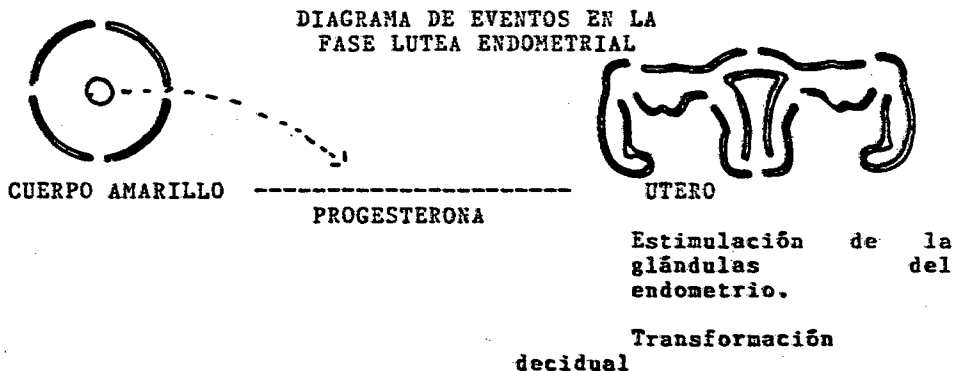 DIAGRAMA DE EVENTOS EN LA
FASE LUTEA ENDOMETRIAL
CUERPO AMARILLO -------------------- UTERO
PROGESTERONA
Estimulación de la
glándulas del
endometrio.
Transformación
decidual